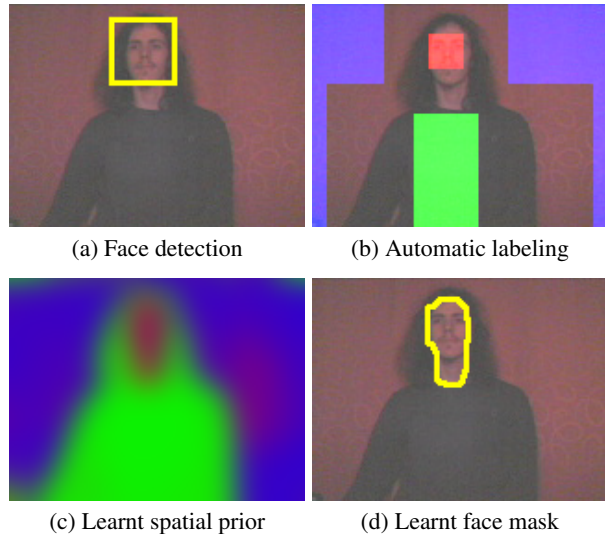 (a) Face detection
(b) Automatic labeling
(c) Learnt spatial prior
(d) Learnt face mask